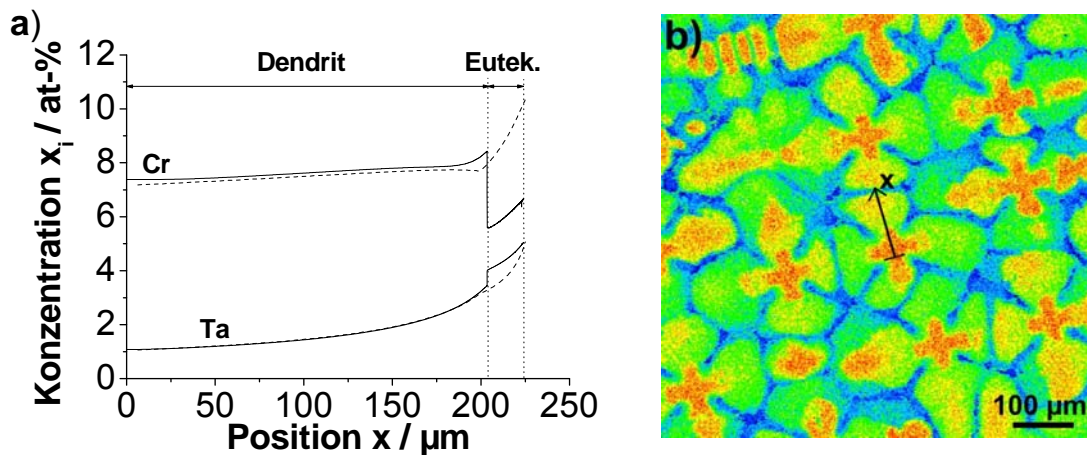 a)
Konzentration x_i / at-%
12
10
8
6
4
2
0
Dendrit
Eutek.
Cr
Ta
0
50
100
150
200
250
Position x / µm
b)
x
100 µm